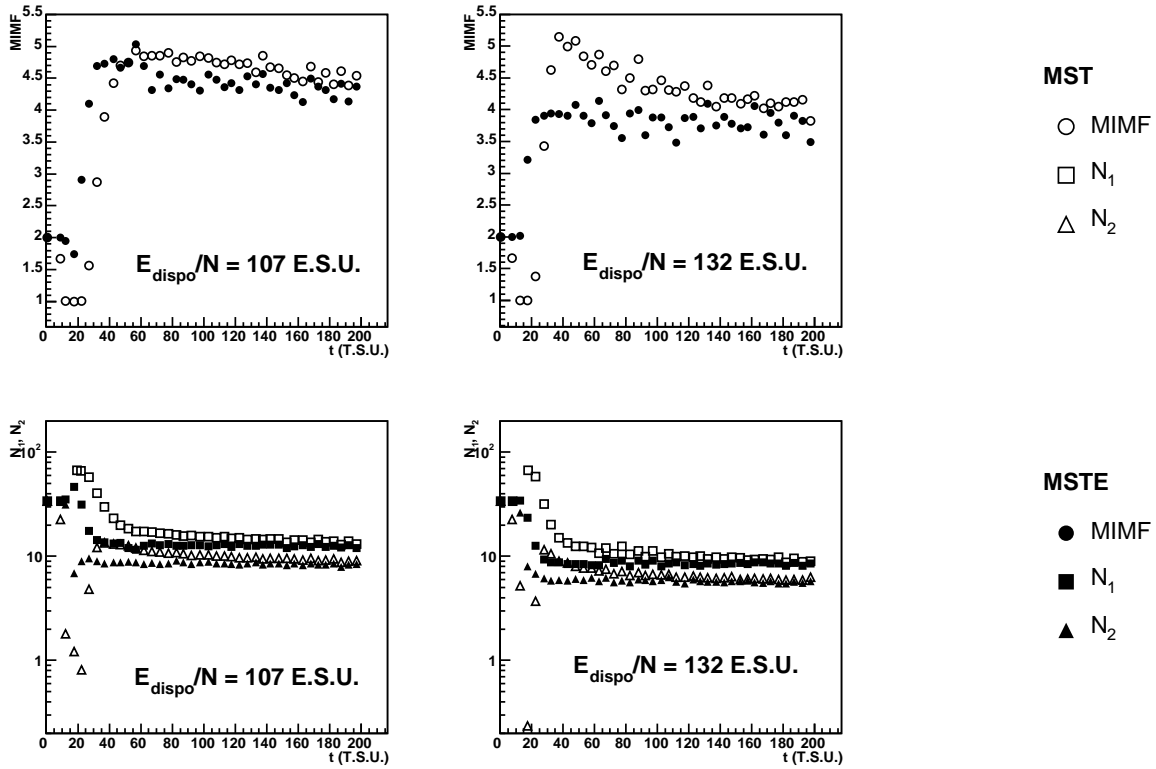 MIMF
5.5
5
4.5
4
3.5
3
2.5
2
1.5
1
E_dispo/N = 107 E.S.U.
0 20 40 60 80 100 120 140 160 180 200
t (T.S.U.)
MIMF
5.5
5
4.5
4
3.5
3
2.5
2
1.5
1
E_dispo/N = 132 E.S.U.
0 20 40 60 80 100 120 140 160 180 200
t (T.S.U.)
MST
MIMF
N_1
N_2
N_1, N_2
10^2
10
1
E_dispo/N = 107 E.S.U.
0 20 40 60 80 100 120 140 160 180 200
t (T.S.U.)
N_1, N_2
10^2
10
1
E_dispo/N = 132 E.S.U.
0 20 40 60 80 100 120 140 160 180 200
t (T.S.U.)
MSTE
MIMF
N_1
N_2